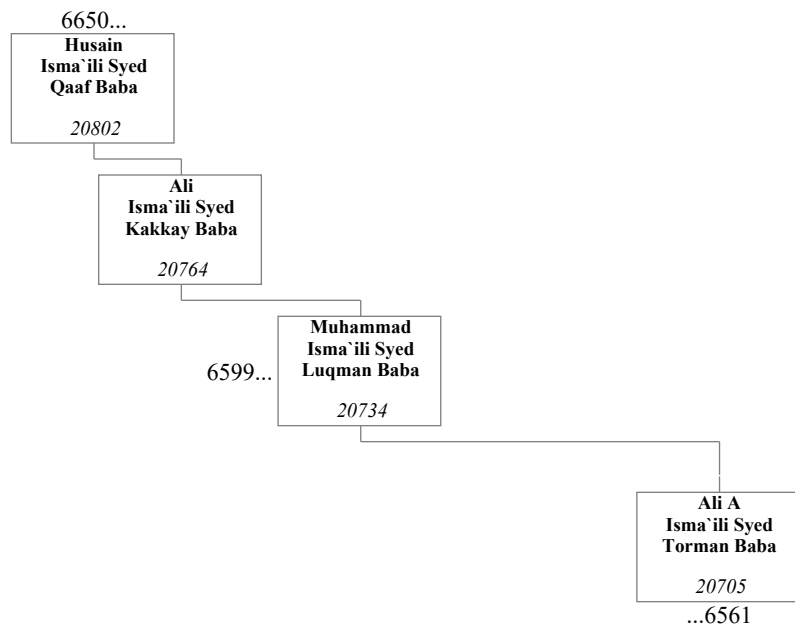 6650...
Husain
Isma`ili Syed
Qaaf Baba
20802
Ali
Isma`ili Syed
Kakkay Baba
20764
Muhammad
Isma`ili Syed
Luqman Baba
20734
6599...
Ali A
Isma`ili Syed
Torman Baba
20705
...6561